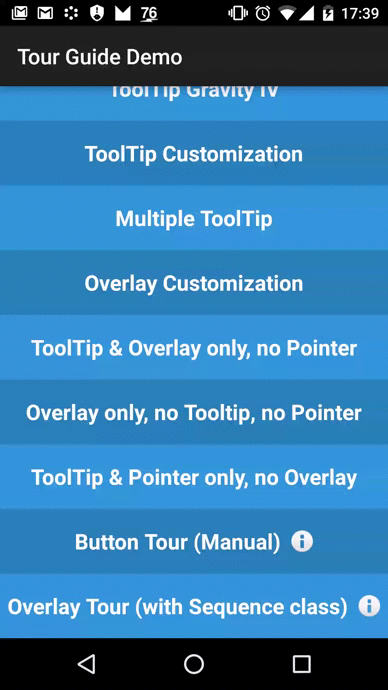 76
17:39
Tour Guide Demo
ToolTip Gravity IV
ToolTip Customization
Multiple ToolTip
Overlay Customization
ToolTip & Overlay only, no Pointer
Overlay only, no Tooltip, no Pointer
ToolTip & Pointer only, no Overlay
Button Tour (Manual)
Overlay Tour (with Sequence class)